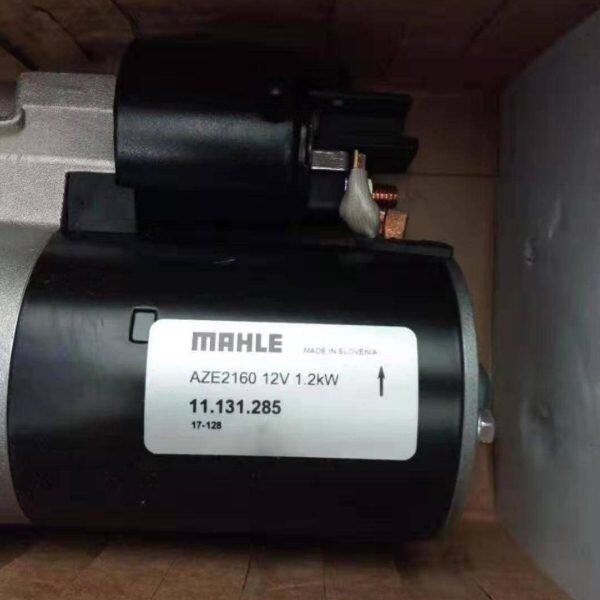 MAHLE MADE IN SLOVENIA
AZE2160 12V 1.2kW
11.131.285
17-128